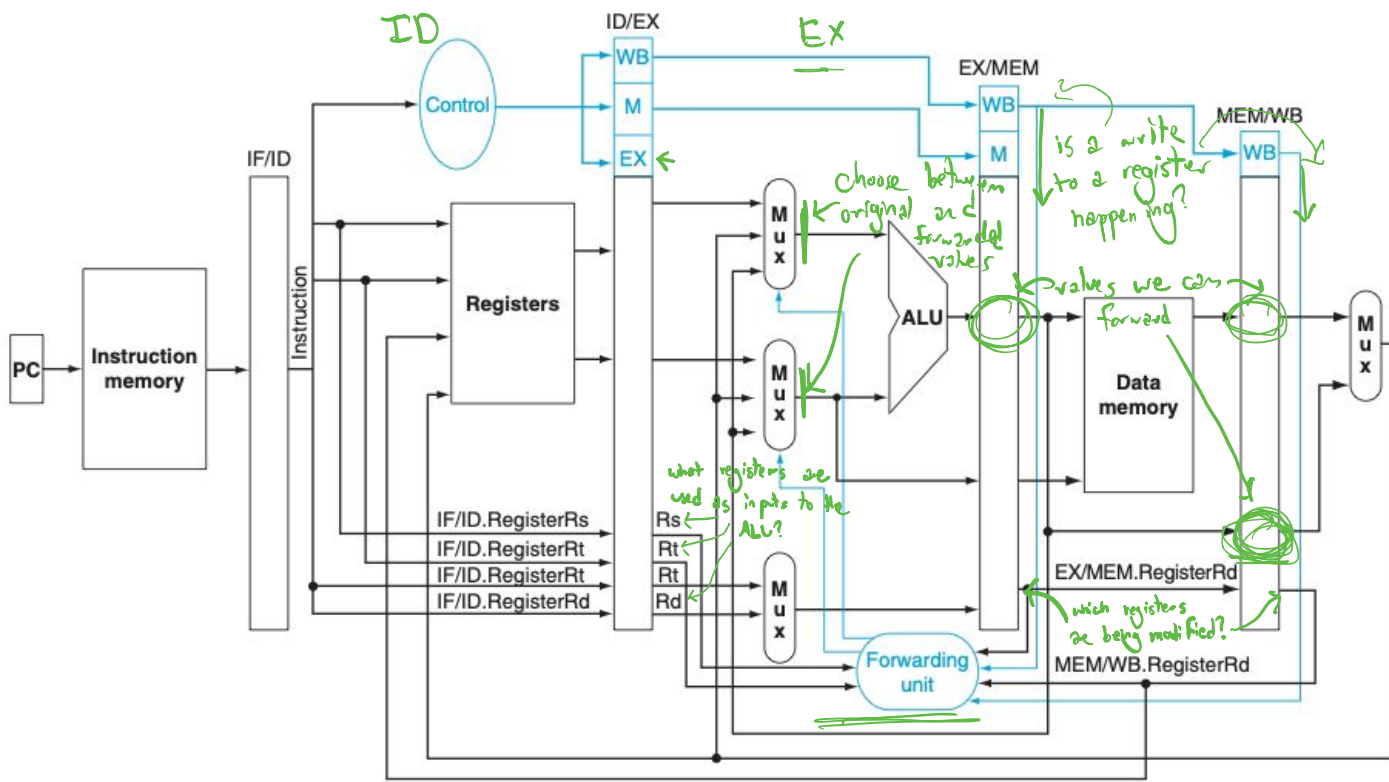 ID
ID/EX
EX
WB
EX/MEM
Control
M
WB
MEM/WB
IF/ID
EX
M
WB
is a write
to a register
happening?
choose between
original and
forwarded
values
Mux
Instruction
Registers
ALU
values we can
forward
PC
Instruction
memory
Mux
Data
memory
Mux
what registers are
used as inputs to the
ALU?
IF/ID.RegisterRs
Rs
IF/ID.RegisterRt
Rt
IF/ID.RegisterRt
Rt
IF/ID.RegisterRd
Rd
Mux
EX/MEM.RegisterRd
which registers
are being modified?
Forwarding
unit
MEM/WB.RegisterRd